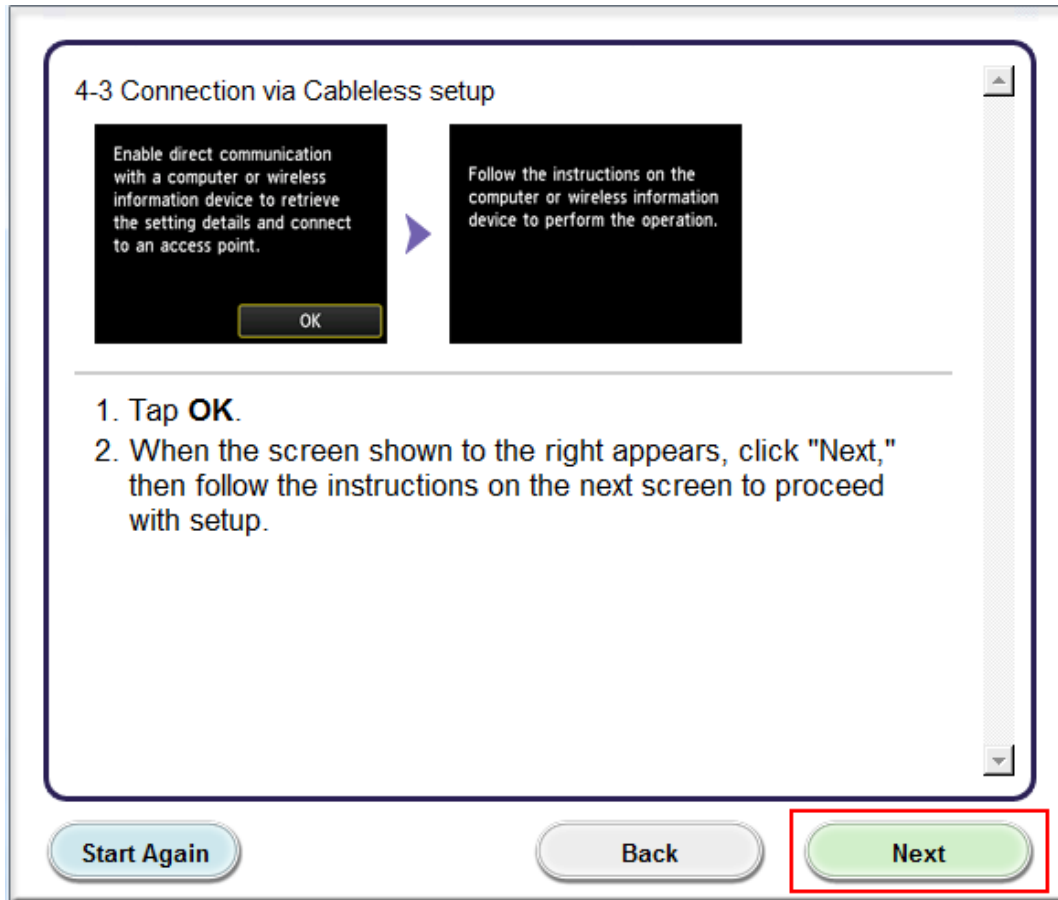 4-3 Connection via Cableless setup
Enable direct communication
with a computer or wireless
information device to retrieve
the setting details and connect
to an access point.
OK
Follow the instructions on the
computer or wireless information
device to perform the operation.
1. Tap OK.
2. When the screen shown to the right appears, click "Next,"
then follow the instructions on the next screen to proceed
with setup.
Start Again
Back
Next